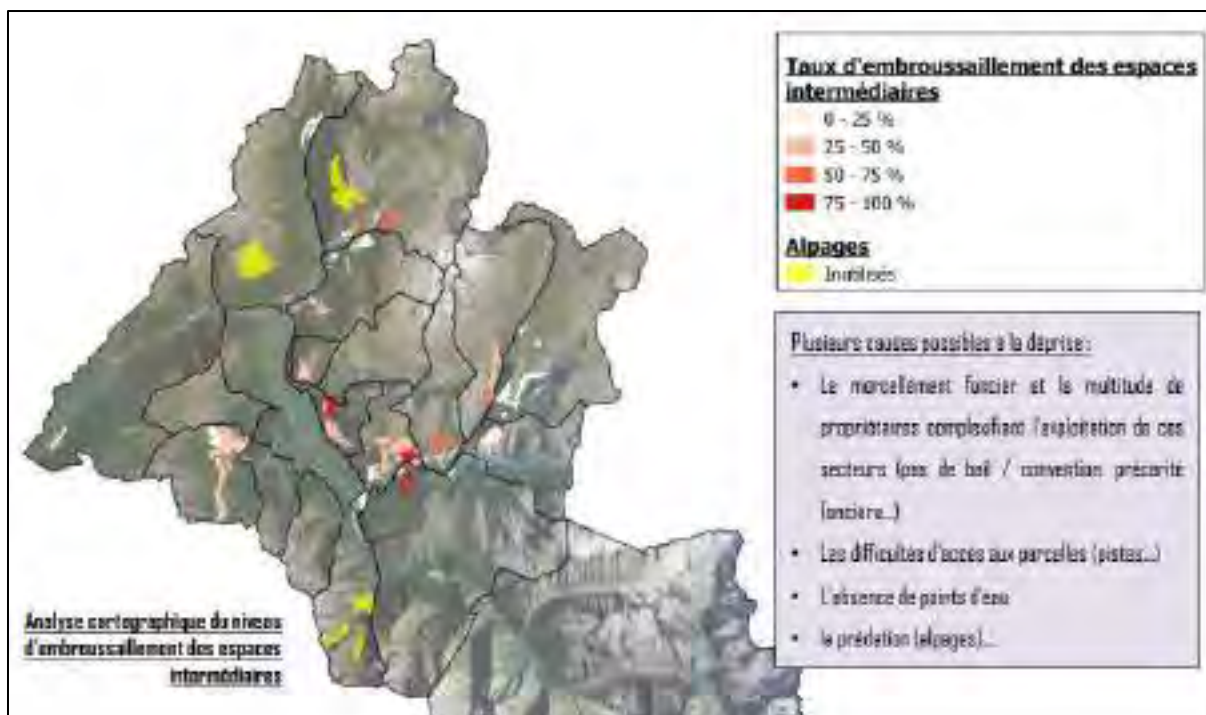 Taux d'embroussaillement des espaces
intermédiaires
0 - 25 %
25 - 50 %
50 - 75 %
75 - 100 %
Alpages
Inutilisés
Plusieurs causes possibles à la déprise :
• Le morcellement foncier et la multitude de
propriétaires complexifiant l'exploitation de ces
secteurs (pas de bail / convention précarité
foncière...)
• Les difficultés d'accès aux parcelles (pistes...)
• L'absence de points d'eau
• la prédation (alpages)...
Analyse cartographique du niveau
d'embroussaillement des espaces
intermédiaires